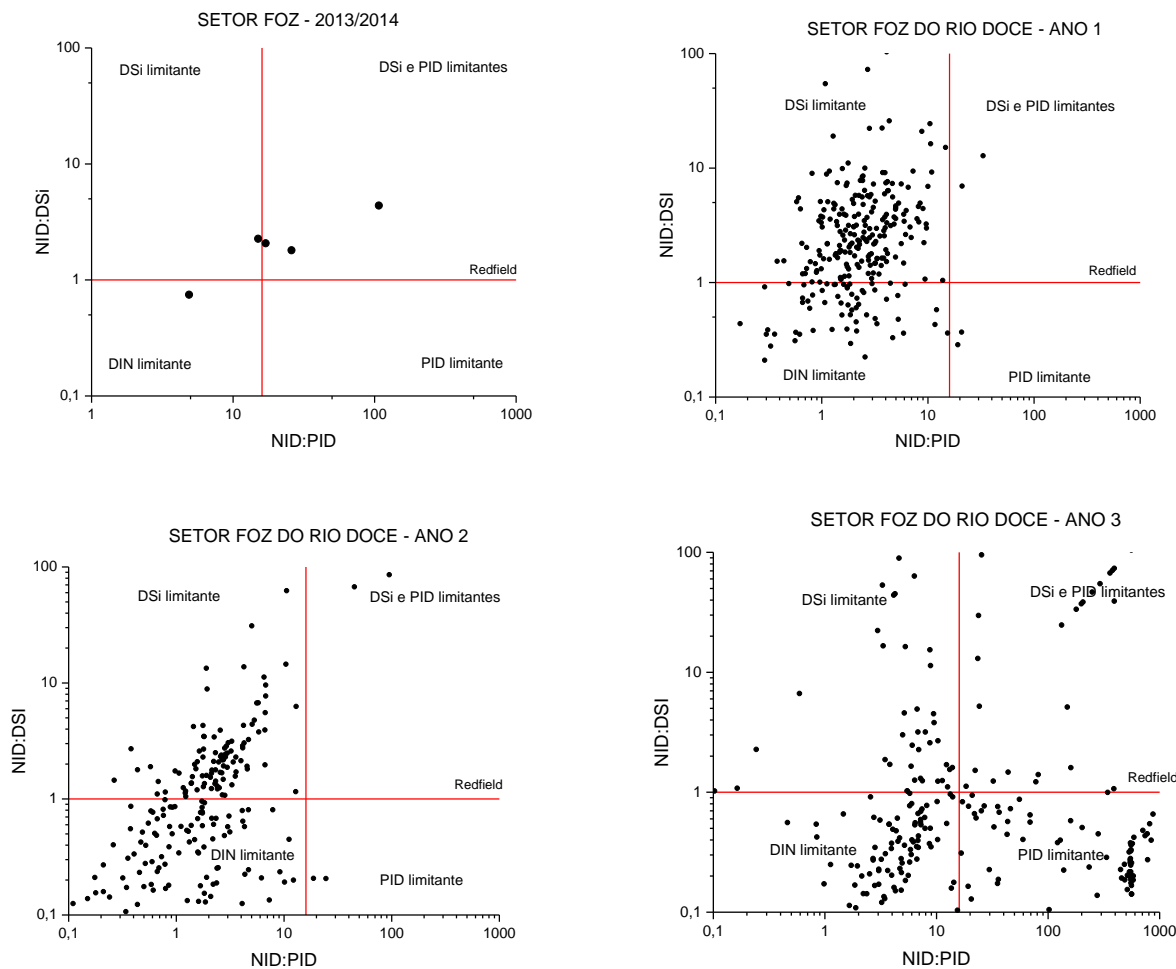 SETOR FOZ - 2013/2014
100
DSi limitante
DSi e PID limitantes
10
NID:DSi
1
Redfield
DIN limitante
PID limitante
0,1
1
10
100
1000
NID:PID
SETOR FOZ DO RIO DOCE - ANO 1
100
DSi limitante
DSi e PID limitantes
10
NID:DSI
1
Redfield
DIN limitante
PID limitante
0,1
0,1
1
10
100
1000
NID:PID
SETOR FOZ DO RIO DOCE - ANO 2
100
DSi limitante
DSi e PID limitantes
10
NID:DSI
1
Redfield
DIN limitante
PID limitante
0,1
0,1
1
10
100
1000
NID:PID
SETOR FOZ DO RIO DOCE - ANO 3
100
DSi limitante
DSi e PID limitantes
10
NID:DSI
1
Redfield
DIN limitante
PID limitante
0,1
0,1
1
10
100
1000
NID:PID